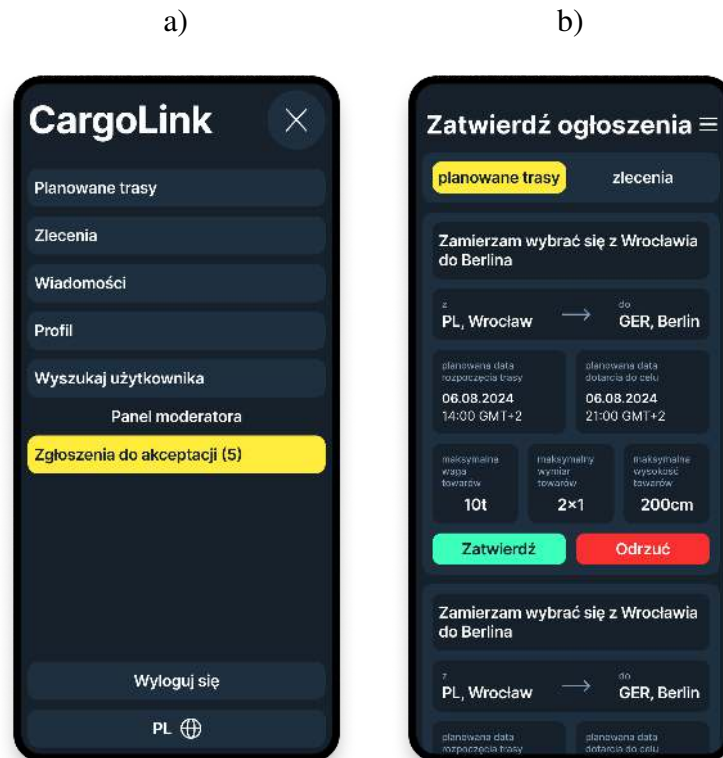 a)
CargoLink
Planowane trasy
Zlecenia
Wiadomości
Profil
Wyszukaj użytkownika
Panel moderatora
Zgłoszenia do akceptacji (5)
Wyloguj się
PL
b)
Zatwierdź ogłoszenia
planowane trasy zlecenia
Zamierzam wybrać się z Wrocławia
do Berlina
z do
PL, Wrocław → GER, Berlin
planowana data planowana data
rozpoczęcia trasy dotarcia do celu
06.08.2024 06.08.2024
14:00 GMT+2 21:00 GMT+2
maksymalna maksymalny maksymalna
waga wymiar wysokość
towarów towarów towarów
10t 2×1 200cm
Zatwierdź Odrzuć
Zamierzam wybrać się z Wrocławia
do Berlina
z do
PL, Wrocław → GER, Berlin
planowana data planowana data
rozpoczęcia trasy dotarcia do celu